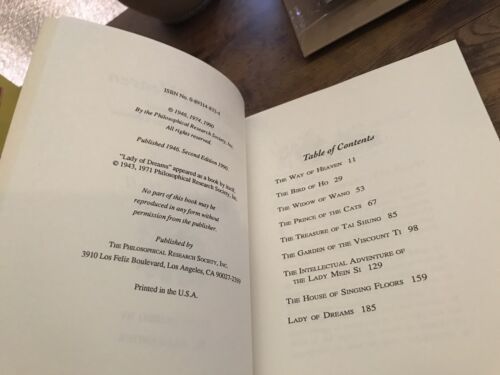 ISBN No. 0-89314-833-4
© 1946, 1974, 1990
By the Philosophical Research Society, Inc.
All rights reserved.
Published 1946. Second Edition 1990.
"Lady of Dreams" appeared as a book by itself,
© 1943, 1971 Philosophical Research Society, Inc.
No part of this book may be
reproduced in any form without
permission from the publisher.
Published by
THE PHILOSOPHICAL RESEARCH SOCIETY, INC.
3910 Los Feliz Boulevard, Los Angeles, CA 90027-2399
Printed in the U.S.A.
Table of Contents
THE WAY OF HEAVEN 11
THE BIRD OF HO 29
THE WIDOW OF WANG 53
THE PRINCE OF THE CATS 67
THE TREASURE OF TAI SHUNG 85
THE GARDEN OF THE VISCOUNT TI 98
THE INTELLECTUAL ADVENTURE OF
THE LADY MEIN SI 129
THE HOUSE OF SINGING FLOORS 159
LADY OF DREAMS 185